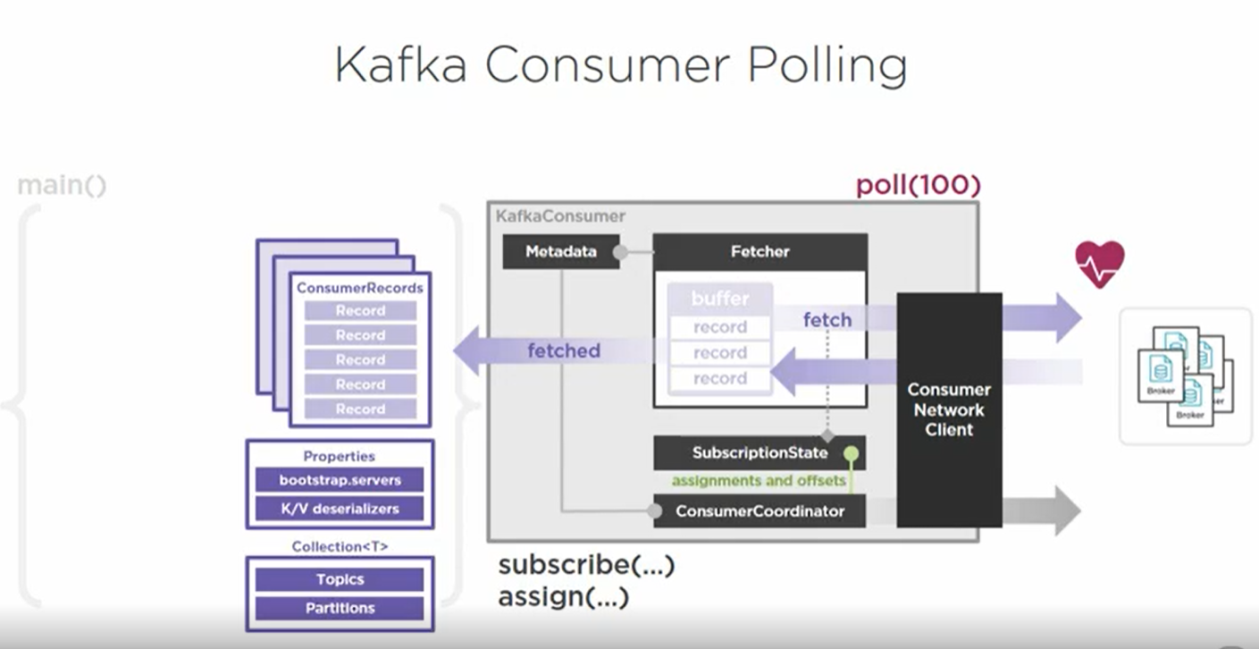 Kafka Consumer Polling
main()
poll(100)
KafkaConsumer
Metadata
Fetcher
ConsumerRecords
Record
Record
Record
Record
Record
buffer
record
record
record
fetch
fetched
Consumer
Network
Client
Broker
Broker
SubscriptionState
assignments and offsets
ConsumerCoordinator
Properties
bootstrap.servers
K/V deserializers
Collection<T>
Topics
Partitions
subscribe(...)
assign(...)